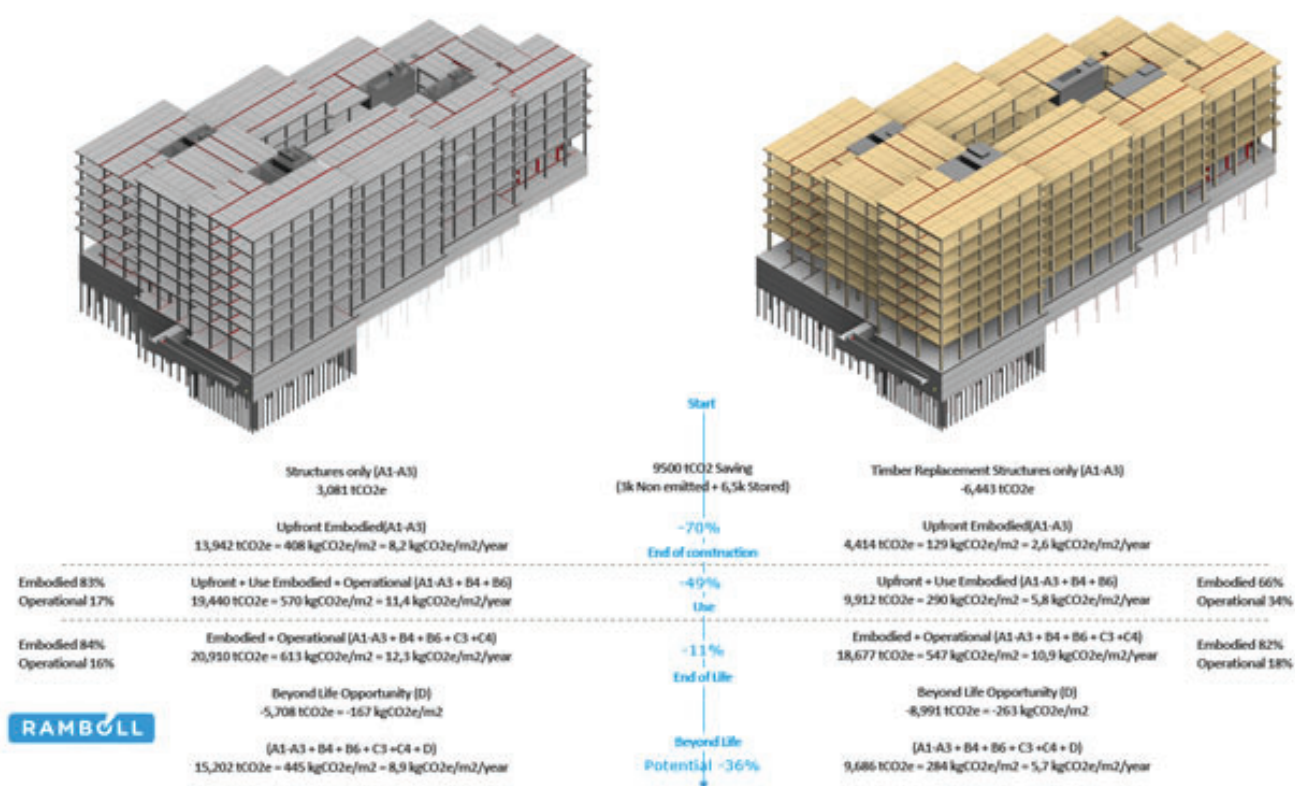 Start
Structures only (A1-A3)
3,081 tCO2e
9500 tCO2 Saving
(3k Non emitted + 6,5k Stored)
Timber Replacement Structures only (A1-A3)
-6,443 tCO2e
Upfront Embodied(A1-A3)
13,942 tCO2e = 408 kgCO2e/m2 = 8,2 kgCO2e/m2/year
-70%
End of construction
Upfront Embodied(A1-A3)
4,414 tCO2e = 129 kgCO2e/m2 = 2,6 kgCO2e/m2/year
Embodied 83%
Operational 17%
Upfront + Use Embodied + Operational (A1-A3 + B4 + B6)
19,440 tCO2e = 570 kgCO2e/m2 = 11,4 kgCO2e/m2/year
-49%
Use
Upfront + Use Embodied (A1-A3 + B4 + B6)
9,912 tCO2e = 290 kgCO2e/m2 = 5,8 kgCO2e/m2/year
Embodied 66%
Operational 34%
Embodied 84%
Operational 16%
Embodied + Operational (A1-A3 + B4 + B6 + C3 +C4)
20,910 tCO2e = 613 kgCO2e/m2 = 12,3 kgCO2e/m2/year
-11%
End of Life
Embodied + Operational (A1-A3 + B4 + B6 + C3 +C4)
18,677 tCO2e = 547 kgCO2e/m2 = 10,9 kgCO2e/m2/year
Embodied 82%
Operational 18%
Beyond Life Opportunity (D)
-5,708 tCO2e = -167 kgCO2e/m2
Beyond Life Opportunity (D)
-8,991 tCO2e = -263 kgCO2e/m2
RAMBOLL
(A1-A3 + B4 + B6 + C3 +C4 + D)
15,202 tCO2e = 445 kgCO2e/m2 = 8,9 kgCO2e/m2/year
Beyond Life
Potential -36%
(A1-A3 + B4 + B6 + C3 +C4 + D)
9,686 tCO2e = 284 kgCO2e/m2 = 5,7 kgCO2e/m2/year